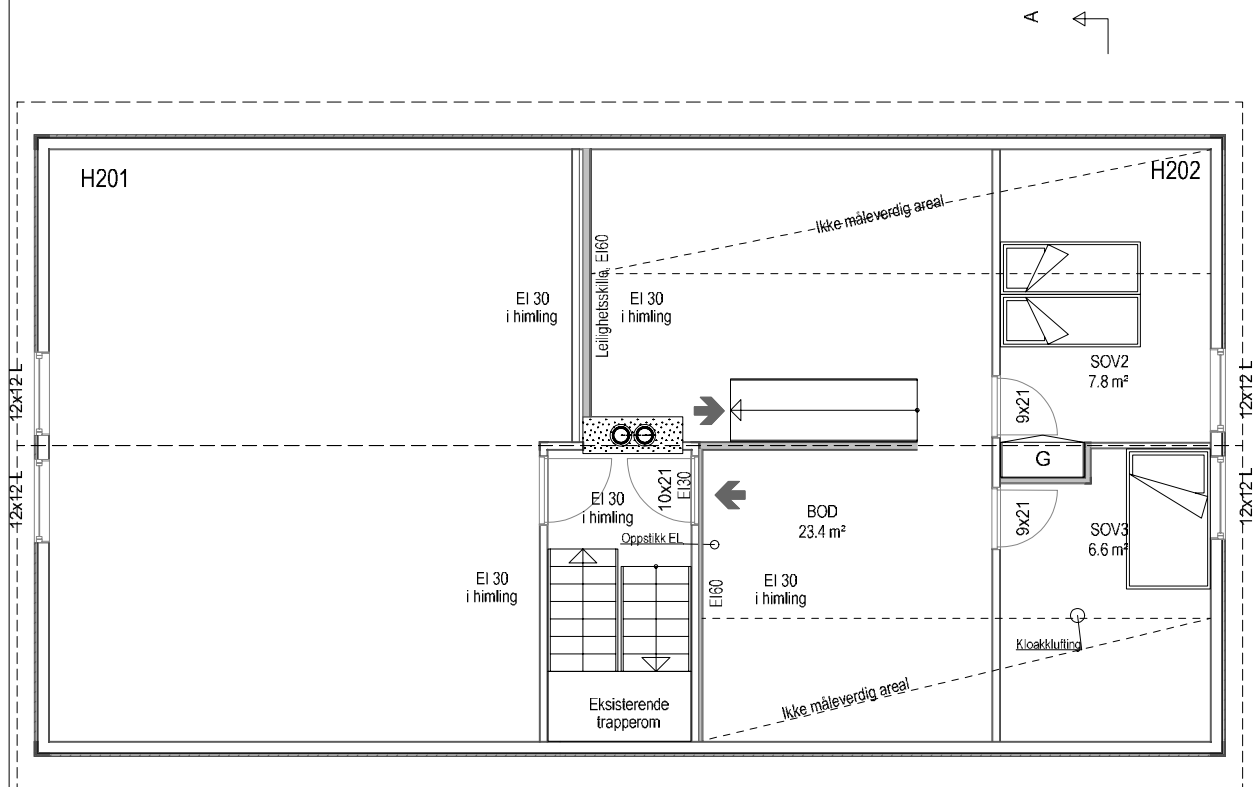 A
H201
H202
Ikke måleverdig areal
Leilighetsskille, EI60
EI 30
i himling
EI 30
i himling
SOV2
7.8 m²
12x12 L
12x12 L
9x21
G
12x12 L
12x12 L
EI 30
i himling
10x21
EI30
Oppstikk EL
BOD
23.4 m²
9x21
SOV3
6.6 m²
EI 30
i himling
EI60
EI 30
i himling
Kloakklufting
Eksisterende
trapperom
Ikke måleverdig areal